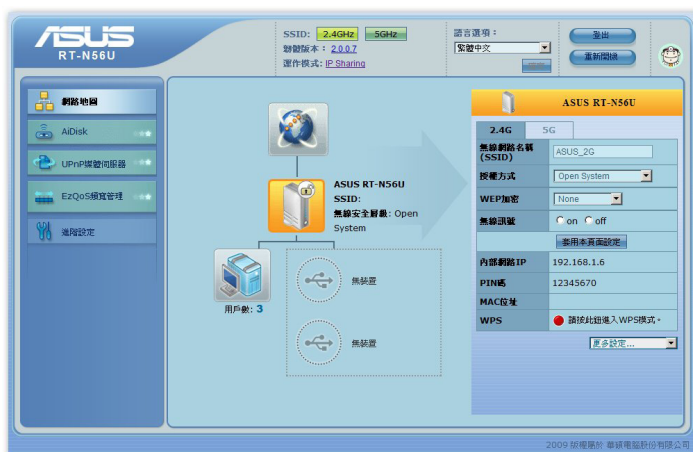 ASUS
RT-N56U
SSID: 2.4GHz 5GHz
韌體版本: 2.0.0.7
運作模式: IP Sharing
語言選項:
繁體中文
登出
重新開機
網路地圖
AiDisk
UPnP媒體伺服器
EzQoS頻寬管理
進階設定
ASUS RT-N56U
SSID:
無線安全層級: Open
System
用戶數: 3
無裝置
無裝置
ASUS RT-N56U
2.4G 5G
無線網路名稱
(SSID) ASUS_2G
授權方式 Open System
WEP加密 None
無線訊號 on off
套用本頁面設定
內部網路IP 192.168.1.6
PIN碼 12345670
MAC位址
WPS 請按此鈕進入WPS模式。
更多設定...
2009 版權屬於 華碩電腦股份有限公司